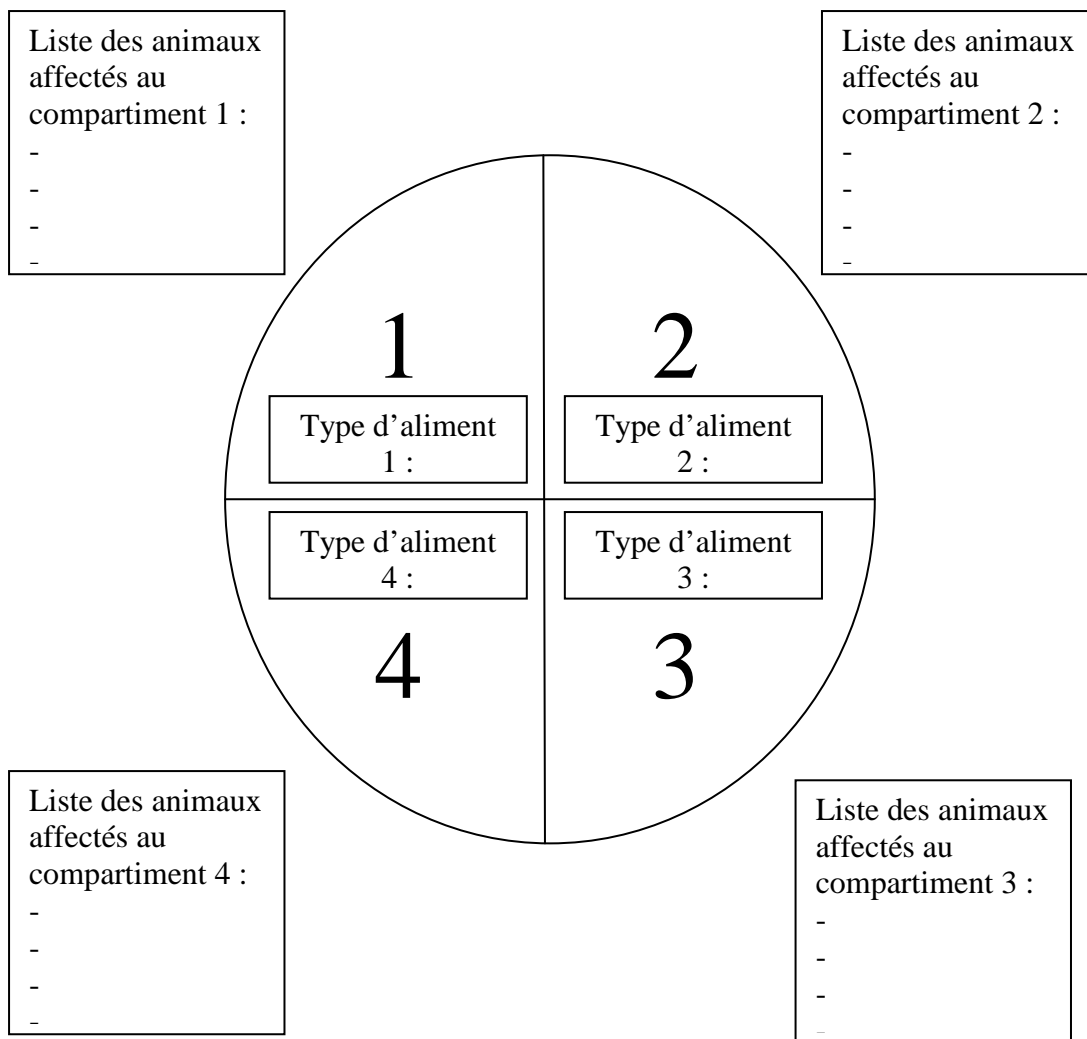 Liste des animaux
affectés au
compartiment 1 :
-
-
-
-
Liste des animaux
affectés au
compartiment 2 :
-
-
-
-
1
2
Type d’aliment
1 :
Type d’aliment
2 :
Type d’aliment
4 :
Type d’aliment
3 :
4
3
Liste des animaux
affectés au
compartiment 4 :
-
-
-
-
Liste des animaux
affectés au
compartiment 3 :
-
-
-
-